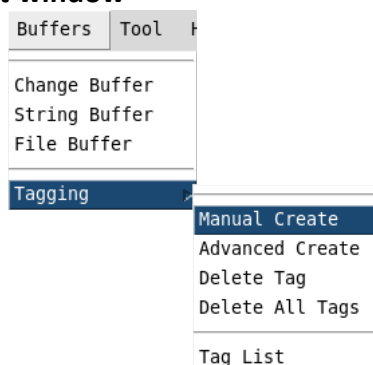 window
Buffers Tool
Change Buffer
String Buffer
File Buffer
Tagging
Manual Create
Advanced Create
Delete Tag
Delete All Tags
Tag List